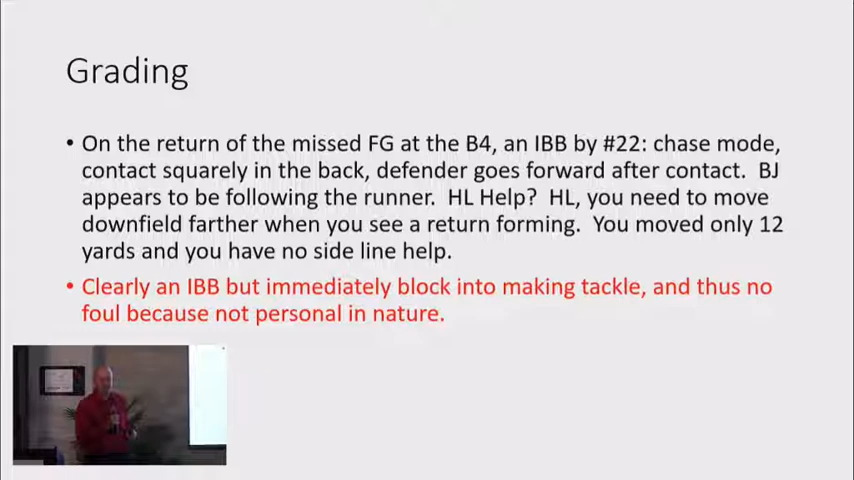 Grading
• On the return of the missed FG at the B4, an IBB by #22: chase mode,
contact squarely in the back, defender goes forward after contact.  BJ
appears to be following the runner.  HL Help?  HL, you need to move
downfield farther when you see a return forming.  You moved only 12
yards and you have no side line help.
• Clearly an IBB but immediately block into making tackle, and thus no
foul because not personal in nature.